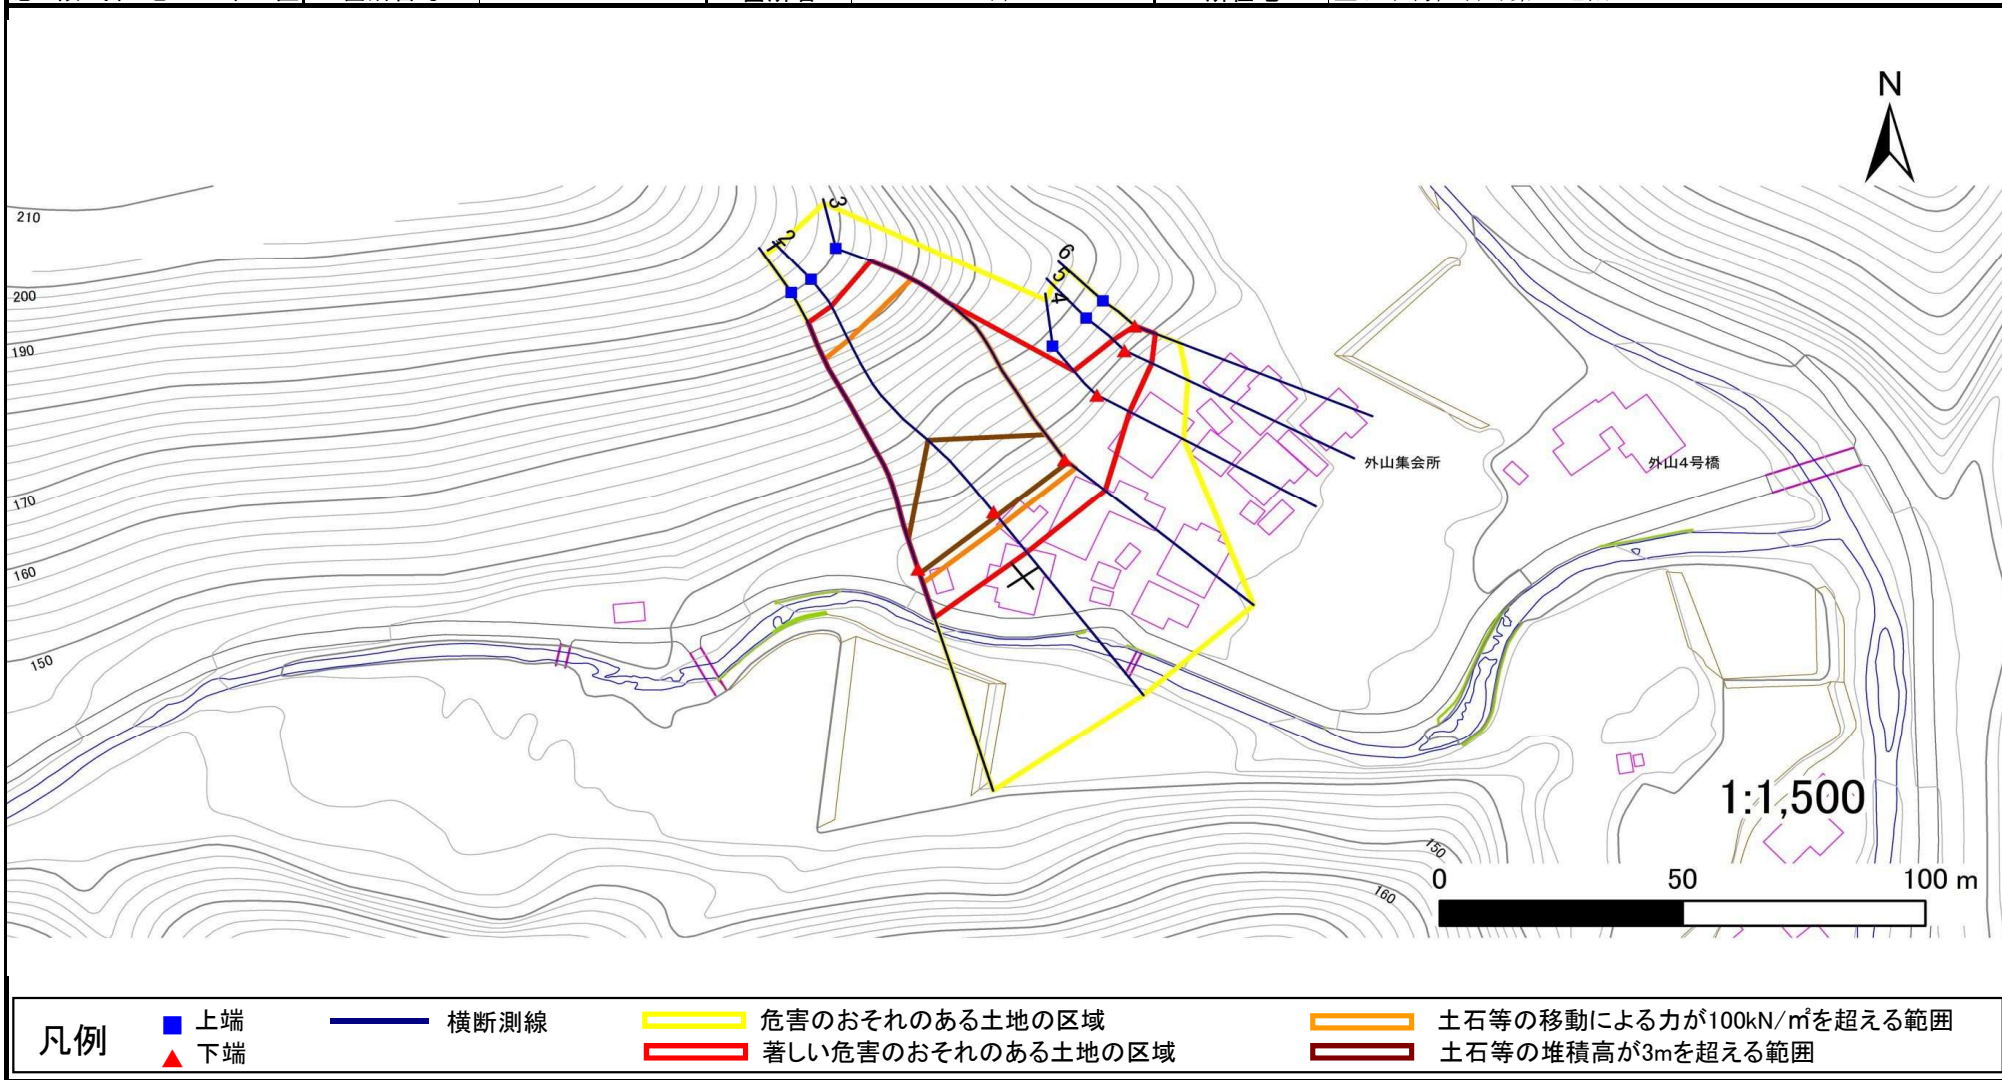 N
3
2
1
6
5
4
210
200
190
170
160
150
外山集会所
外山4号橋
1:1,500
150
160
0 50 100 m
凡例
上端
下端
横断測線
危害のおそれのある土地の区域
著しい危害のおそれのある土地の区域
土石等の移動による力が100kN/㎡を超える範囲
土石等の堆積高が3mを超える範囲